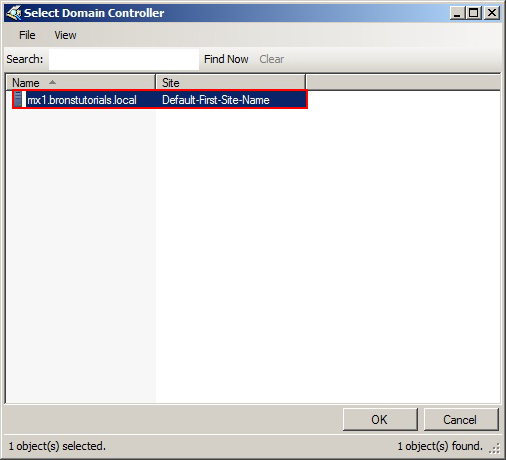 Select Domain Controller
File View
Search: Find Now Clear
Name Site
mx1.bronstutorials.local Default-First-Site-Name
OK Cancel
1 object(s) selected. 1 object(s) found.